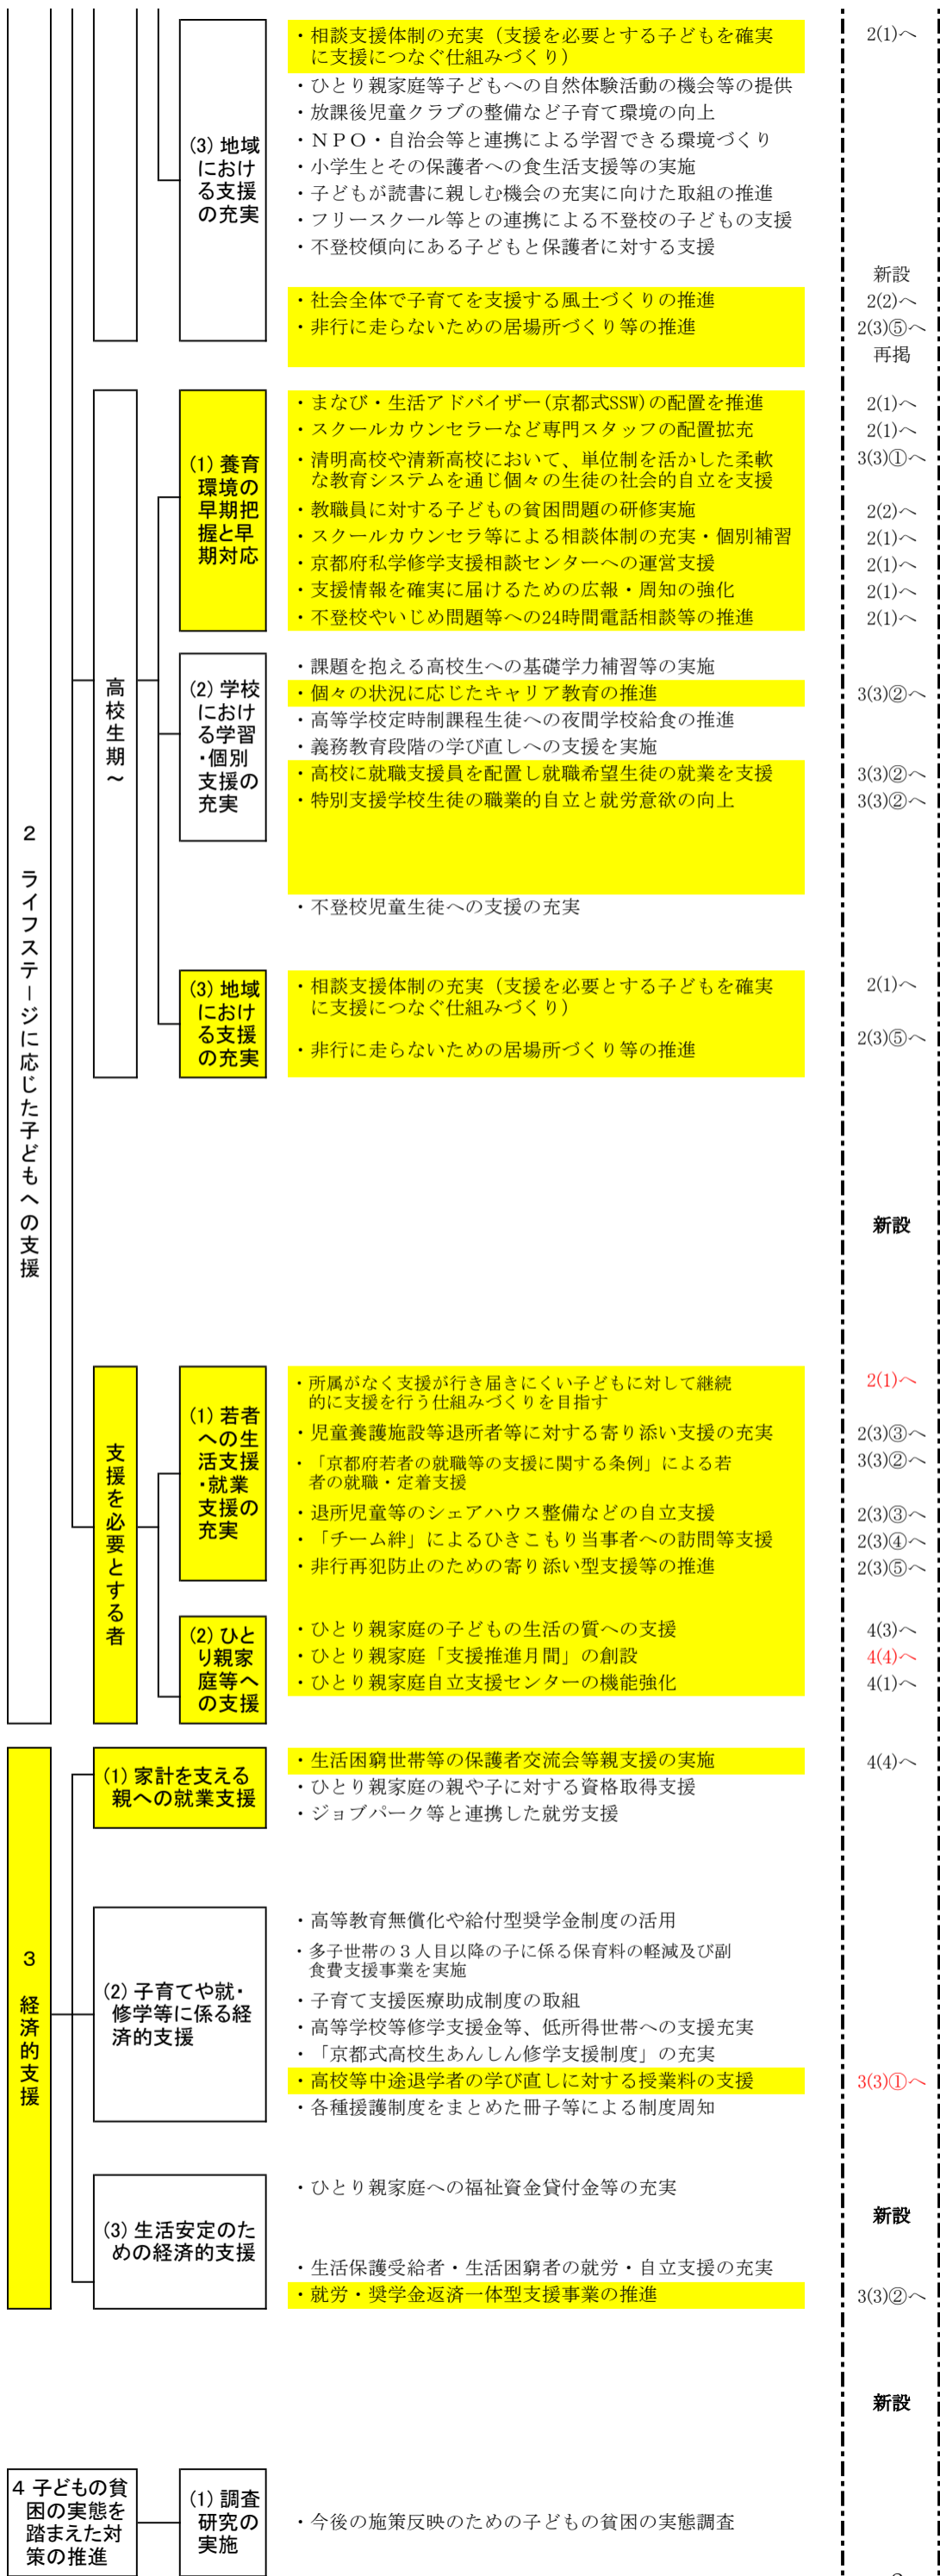 (3) 地域
におけ
る支援
の充実
・相談支援体制の充実（支援を必要とする子どもを確実
に支援につなぐ仕組みづくり）
2(1)へ
・ひとり親家庭等子どもへの自然体験活動の機会等の提供
・放課後児童クラブの整備など子育て環境の向上
・ＮＰＯ・自治会等と連携による学習できる環境づくり
・小学生とその保護者への食生活支援等の実施
・子どもが読書に親しむ機会の充実に向けた取組の推進
・フリースクール等との連携による不登校の子どもの支援
・不登校傾向にある子どもと保護者に対する支援
新設
・社会全体で子育てを支援する風土づくりの推進
2(2)へ
・非行に走らないための居場所づくり等の推進
2(3)⑤へ
再掲
2 ライフステージに応じた子どもへの支援
高校生期～
(1) 養育
環境の
早期把
握と早
期対応
・まなび・生活アドバイザー(京都式SSW)の配置を推進
2(1)へ
・スクールカウンセラーなど専門スタッフの配置拡充
2(1)へ
・清明高校や清新高校において、単位制を活かした柔軟
な教育システムを通じ個々の生徒の社会的自立を支援
3(3)①へ
・教職員に対する子どもの貧困問題の研修実施
2(2)へ
・スクールカウンセラ等による相談体制の充実・個別補習
2(1)へ
・京都府私学修学支援相談センターへの運営支援
2(1)へ
・支援情報を確実に届けるための広報・周知の強化
2(1)へ
・不登校やいじめ問題等への24時間電話相談等の推進
2(1)へ
(2) 学校
におけ
る学習
・個別
支援の
充実
・課題を抱える高校生への基礎学力補習等の実施
・個々の状況に応じたキャリア教育の推進
3(3)②へ
・高等学校定時制課程生徒への夜間学校給食の推進
・義務教育段階の学び直しへの支援を実施
・高校に就職支援員を配置し就職希望生徒の就業を支援
3(3)②へ
・特別支援学校生徒の職業的自立と就労意欲の向上
3(3)②へ
・不登校児童生徒への支援の充実
(3) 地域
におけ
る支援
の充実
・相談支援体制の充実（支援を必要とする子どもを確実
に支援につなぐ仕組みづくり）
2(1)へ
・非行に走らないための居場所づくり等の推進
2(3)⑤へ
新設
支援を必要とする者
(1) 若者
への生
活支援
・就業
支援の
充実
・所属がなく支援が行き届きにくい子どもに対して継続
的に支援を行う仕組みづくりを目指す
2(1)へ
・児童養護施設等退所者等に対する寄り添い支援の充実
2(3)③へ
・「京都府若者の就職等の支援に関する条例」による若
者の就職・定着支援
3(3)②へ
・退所児童等のシェアハウス整備などの自立支援
2(3)③へ
・「チーム絆」によるひきこもり当事者への訪問等支援
2(3)④へ
・非行再犯防止のための寄り添い型支援等の推進
2(3)⑤へ
(2) ひと
り親家
庭等へ
の支援
・ひとり親家庭の子どもの生活の質への支援
4(3)へ
・ひとり親家庭「支援推進月間」の創設
4(4)へ
・ひとり親家庭自立支援センターの機能強化
4(1)へ
3 経済的支援
(1) 家計を支える
親への就業支援
・生活困窮世帯等の保護者交流会等親支援の実施
4(4)へ
・ひとり親家庭の親や子に対する資格取得支援
・ジョブパーク等と連携した就労支援
(2) 子育てや就・
修学等に係る経
済的支援
・高等教育無償化や給付型奨学金制度の活用
・多子世帯の３人目以降の子に係る保育料の軽減及び副
食費支援事業を実施
・子育て支援医療助成制度の取組
・高等学校等修学支援金等、低所得世帯への支援充実
・「京都式高校生あんしん修学支援制度」の充実
・高校等中途退学者の学び直しに対する授業料の支援
3(3)①へ
・各種援護制度をまとめた冊子等による制度周知
(3) 生活安定のた
めの経済的支援
・ひとり親家庭への福祉資金貸付金等の充実
新設
・生活保護受給者・生活困窮者の就労・自立支援の充実
・就労・奨学金返済一体型支援事業の推進
3(3)②へ
新設
4 子どもの貧
困の実態を
踏まえた対
策の推進
(1) 調査
研究の
実施
・今後の施策反映のための子どもの貧困の実態調査